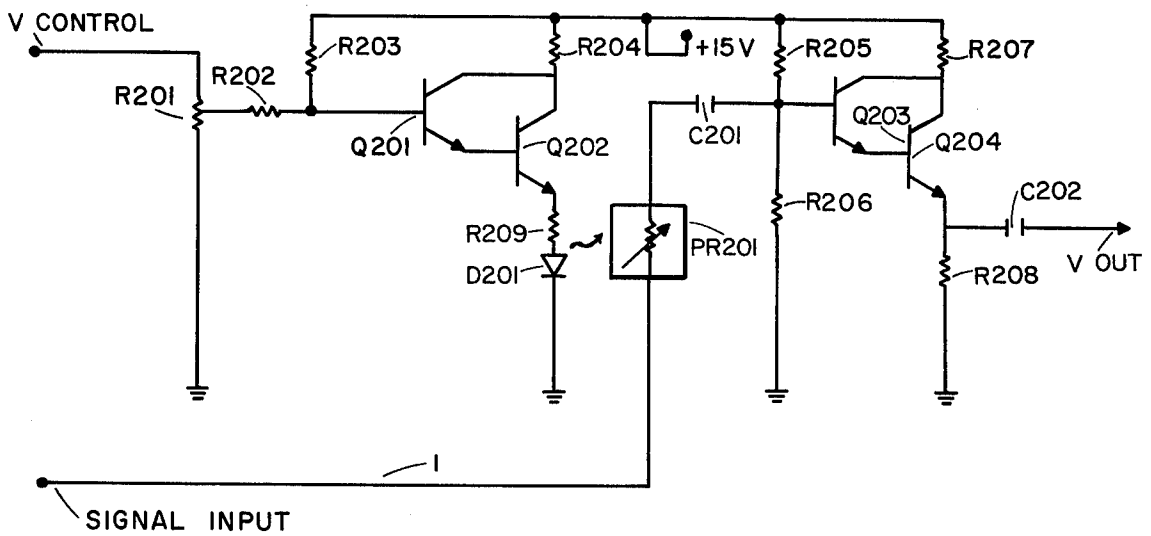 V CONTROL
R203
R204
+15V
R205
R207
R202
R201
Q201
Q202
C201
Q203
Q204
R206
C202
R209
PR201
D201
V OUT
R208
1
SIGNAL INPUT